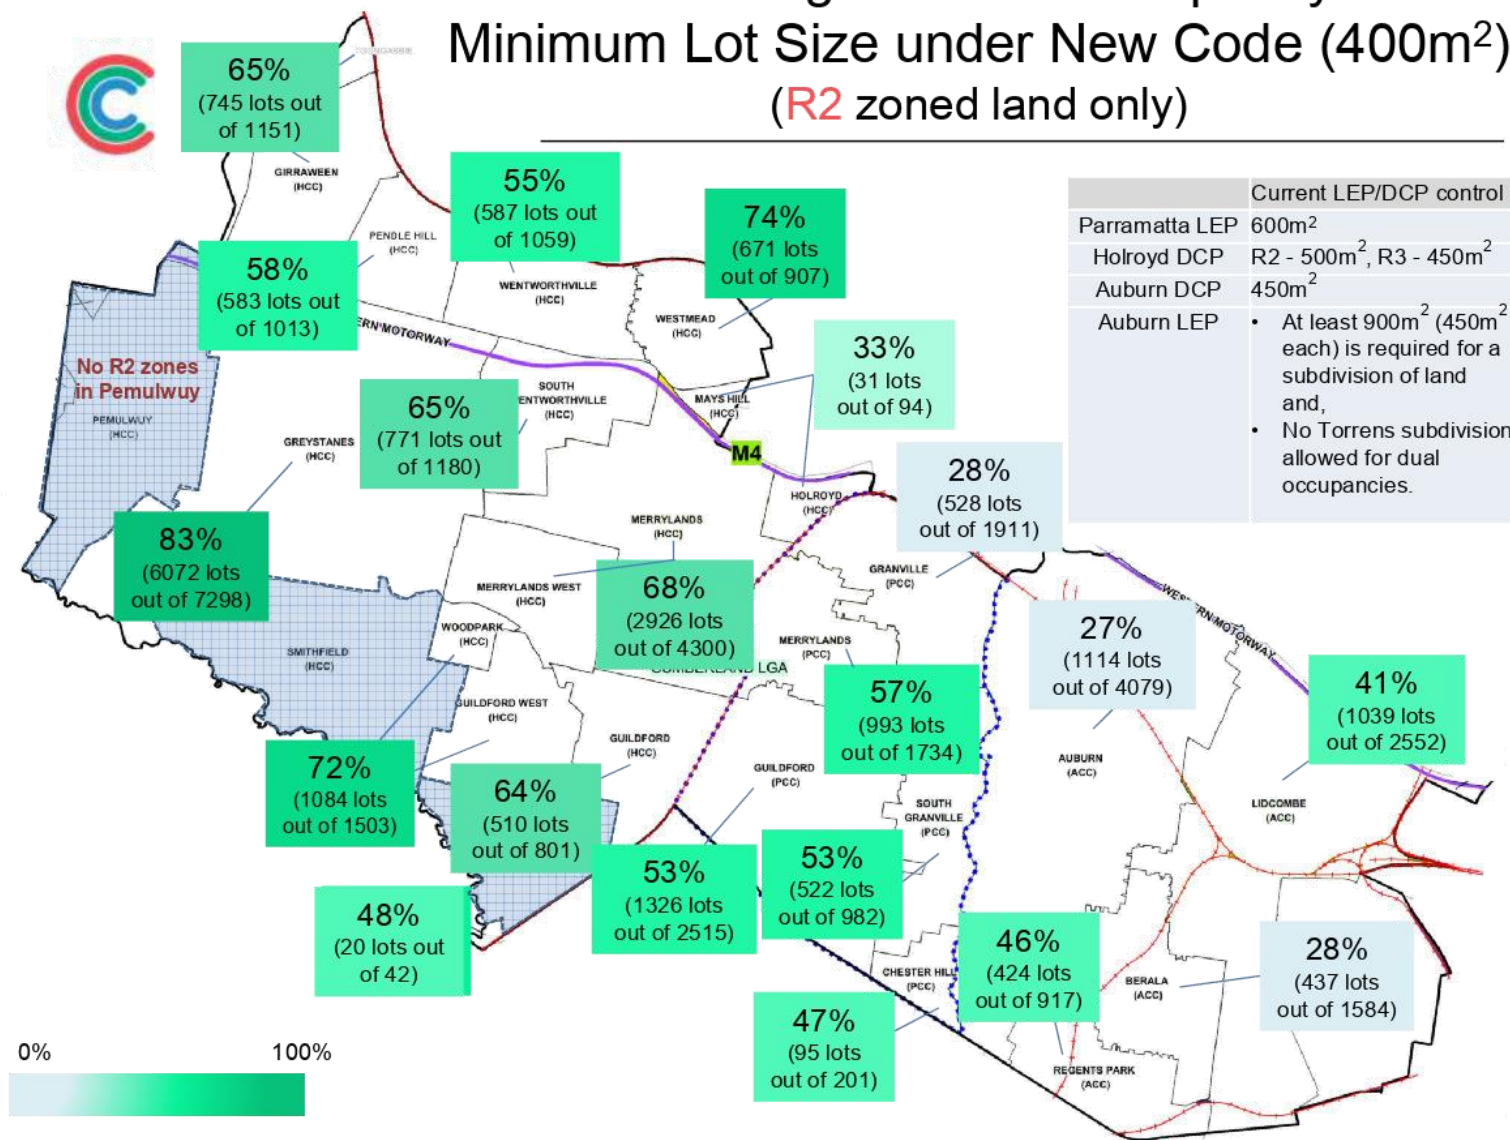 Minimum Lot Size under New Code (400m²)
(R2 zoned land only)
65%
(745 lots out
of 1151)
GIRRAWEEN
(HCC)
55%
(587 lots out
of 1059)
74%
(671 lots
out of 907)
Current LEP/DCP control
Parramatta LEP 600m²
Holroyd DCP R2 - 500m², R3 - 450m²
Auburn DCP 450m²
Auburn LEP • At least 900m² (450m²
each) is required for a
subdivision of land
and,
• No Torrens subdivision
allowed for dual
occupancies.
PENDLE HILL
(HCC)
58%
(583 lots out
of 1013)
WENTWORTHVILLE
(HCC)
WESTMEAD
(HCC)
ERN MOTORWAY
33%
(31 lots
out of 94)
No R2 zones
in Pemulwuy
PEMULWUY
(HCC)
65%
(771 lots out
of 1180)
SOUTH
ENTWORTHVILLE
(HCC)
MAYS HILL
(HCC)
GREYSTANES
(HCC)
M4
28%
(528 lots
out of 1911)
HOLROYD
(HCC)
83%
(6072 lots
out of 7298)
MERRYLANDS
(HCC)
MERRYLANDS WEST
(HCC)
68%
(2926 lots
out of 4300)
GRANVILLE
(PCC)
WESTERN MOTORWAY
WOODPARK
(HCC)
SMITHFIELD
(HCC)
MERRYLANDS
(PCC)
CUMBERLAND LGA
27%
(1114 lots
out of 4079)
57%
(993 lots
out of 1734)
41%
(1039 lots
out of 2552)
GUILDFORD WEST
(HCC)
GUILDFORD
(HCC)
GUILDFORD
(PCC)
AUBURN
(ACC)
72%
(1084 lots
out of 1503)
64%
(510 lots
out of 801)
SOUTH
GRANVILLE
(PCC)
LIDCOMBE
(ACC)
53%
(1326 lots
out of 2515)
53%
(522 lots
out of 982)
48%
(20 lots out
of 42)
CHESTER HILL
(PCC)
46%
(424 lots
out of 917)
BERALA
(ACC)
28%
(437 lots
out of 1584)
47%
(95 lots
out of 201)
REGENTS PARK
(ACC)
0% 100%